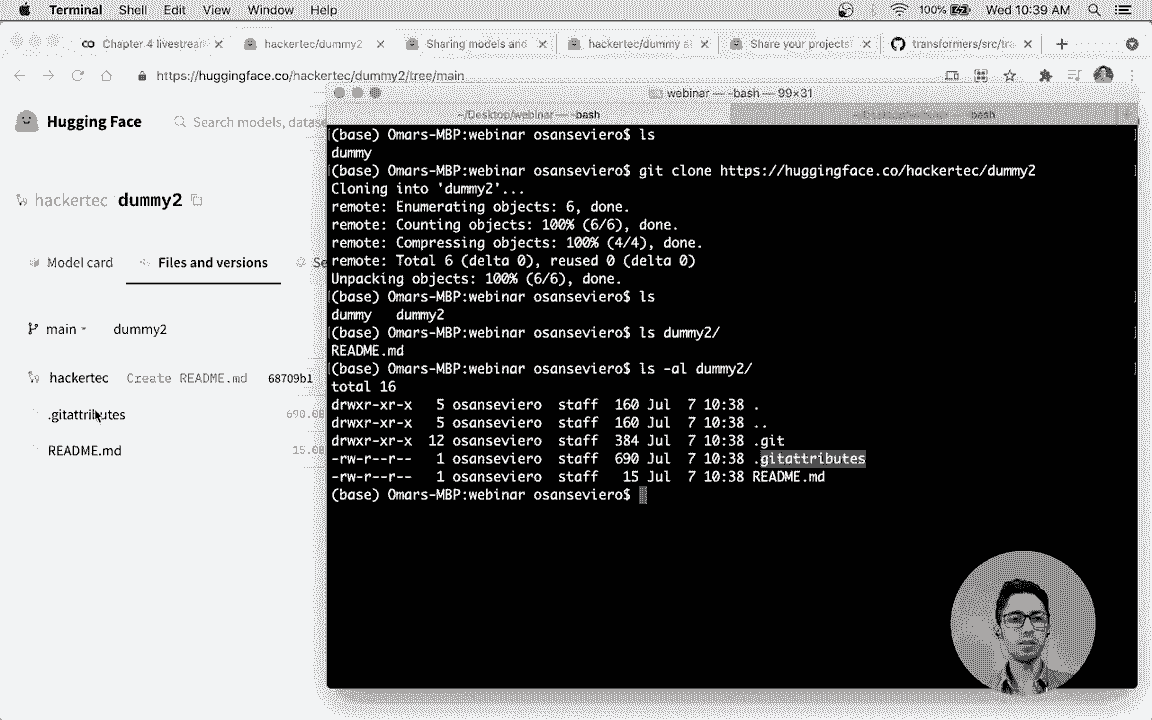 Terminal Shell Edit View Window Help 100% Wed 10:39 AM
Chapter 4 livestrear hackertec/dummy2 Sharing models and hackertec/dummy a Share your projects transformers/src/tra
https://huggingface.co/hackertec/dummy2/tree/main
webinar — -bash — 99×31
~/Desktop/webinar — -bash ~/Desktop/webinar — -bash
Hugging Face Search models, datase
hackertec dummy2
Model card Files and versions Se
main dummy2
hackertec Create README.md 68709b1
.gitattributes 690.0B
README.md 15.0B
(base) Omars-MBP:webinar osanseviero$ ls
dummy
(base) Omars-MBP:webinar osanseviero$ git clone https://huggingface.co/hackertec/dummy2
Cloning into 'dummy2'...
remote: Enumerating objects: 6, done.
remote: Counting objects: 100% (6/6), done.
remote: Compressing objects: 100% (4/4), done.
remote: Total 6 (delta 0), reused 0 (delta 0)
Unpacking objects: 100% (6/6), done.
(base) Omars-MBP:webinar osanseviero$ ls
dummy dummy2
(base) Omars-MBP:webinar osanseviero$ ls dummy2/
README.md
(base) Omars-MBP:webinar osanseviero$ ls -al dummy2/
total 16
drwxr-xr-x 5 osanseviero staff 160 Jul 7 10:38 .
drwxr-xr-x 5 osanseviero staff 160 Jul 7 10:38 ..
drwxr-xr-x 12 osanseviero staff 384 Jul 7 10:38 .git
-rw-r--r-- 1 osanseviero staff 690 Jul 7 10:38 .gitattributes
-rw-r--r-- 1 osanseviero staff 15 Jul 7 10:38 README.md
(base) Omars-MBP:webinar osanseviero$